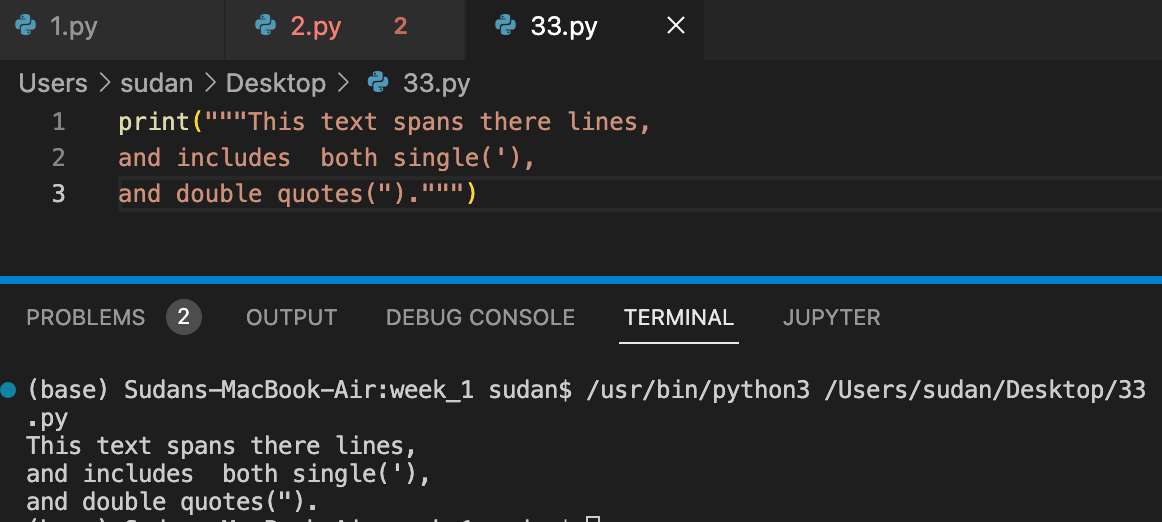 1.py 2.py 2 33.py
Users > sudan > Desktop > 33.py
1 print("""This text spans there lines,
2 and includes  both single('),
3 and double quotes(").""")
PROBLEMS 2 OUTPUT DEBUG CONSOLE TERMINAL JUPYTER
(base) Sudans-MacBook-Air:week_1 sudan$ /usr/bin/python3 /Users/sudan/Desktop/33
.py
This text spans there lines,
and includes  both single('),
and double quotes(").